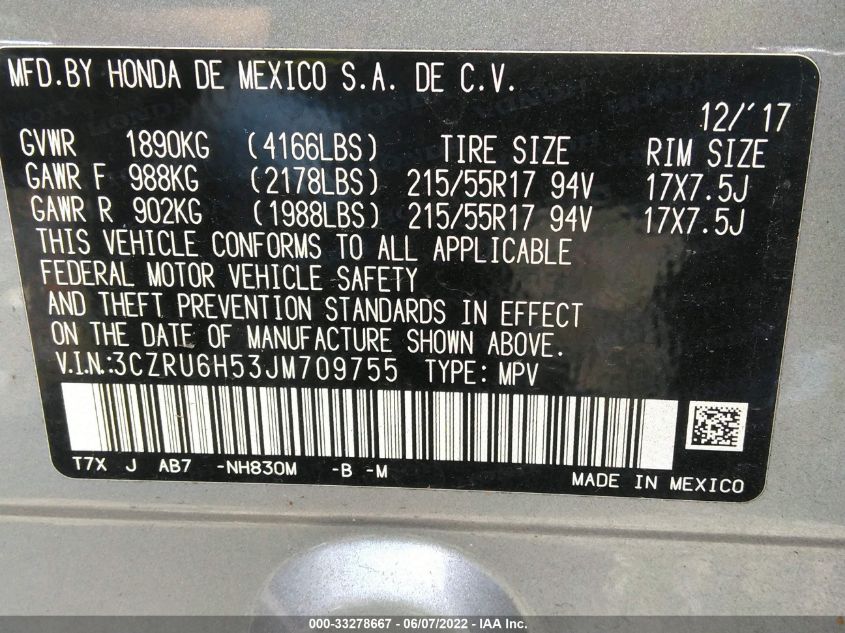 MFD.BY HONDA DE MEXICO S.A. DE C.V.
12/'17
GVWR 1890KG (4166LBS) TIRE SIZE RIM SIZE
GAWR F 988KG (2178LBS) 215/55R17 94V 17X7.5J
GAWR R 902KG (1988LBS) 215/55R17 94V 17X7.5J
THIS VEHICLE CONFORMS TO ALL APPLICABLE
FEDERAL MOTOR VEHICLE SAFETY
AND THEFT PREVENTION STANDARDS IN EFFECT
ON THE DATE OF MANUFACTURE SHOWN ABOVE.
V.I.N.:3CZRU6H53JM709755 TYPE: MPV
T7X J AB7 -NH830M -B -M
MADE IN MEXICO
000-33278667 - 06/07/2022 - IAA Inc.